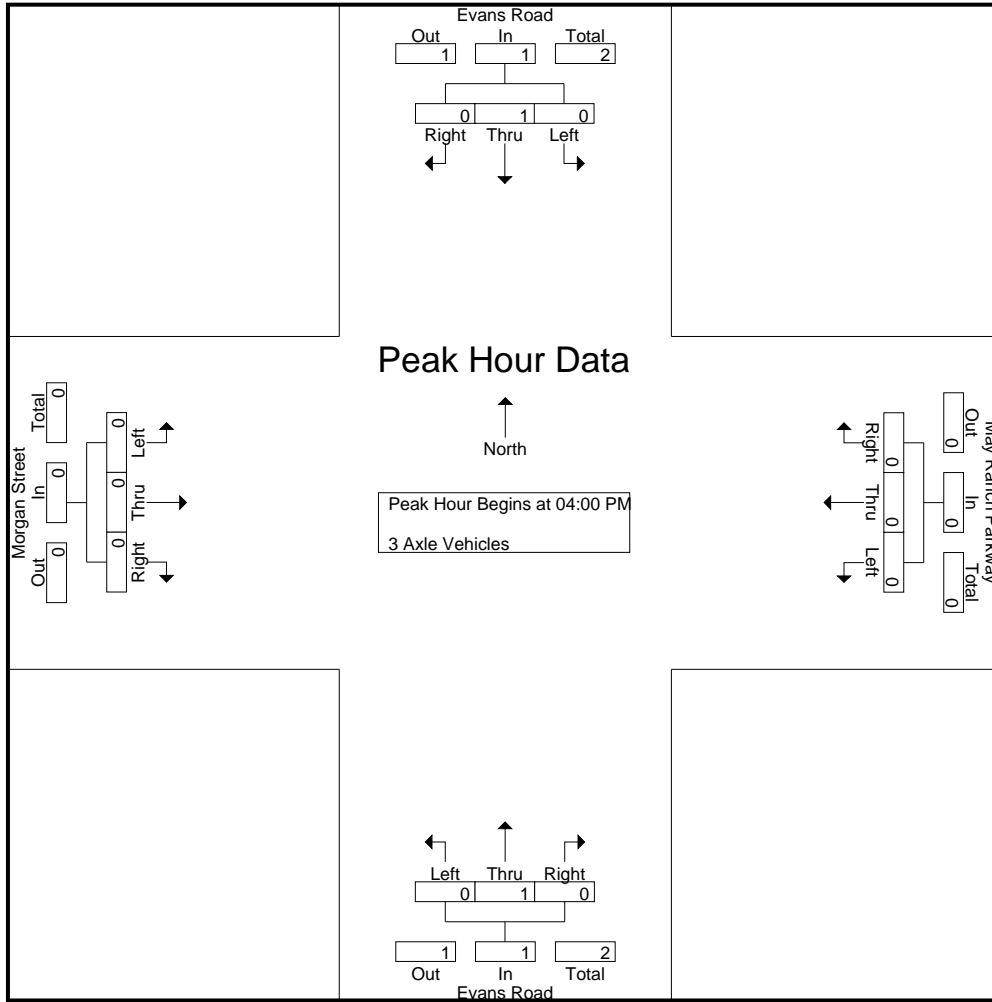 Evans Road
Out In Total
1 1 2
0 1 0
Right Thru Left
Peak Hour Data
North
Peak Hour Begins at 04:00 PM
3 Axle Vehicles
Morgan Street
Total In Out
0 0 0
0 0 0
Left Thru Right
May Ranch Parkway
Out In Total
0 0 0
0 0 0
Right Thru Left
Left Thru Right
0 1 0
1 1 2
Out In Total
Evans Road